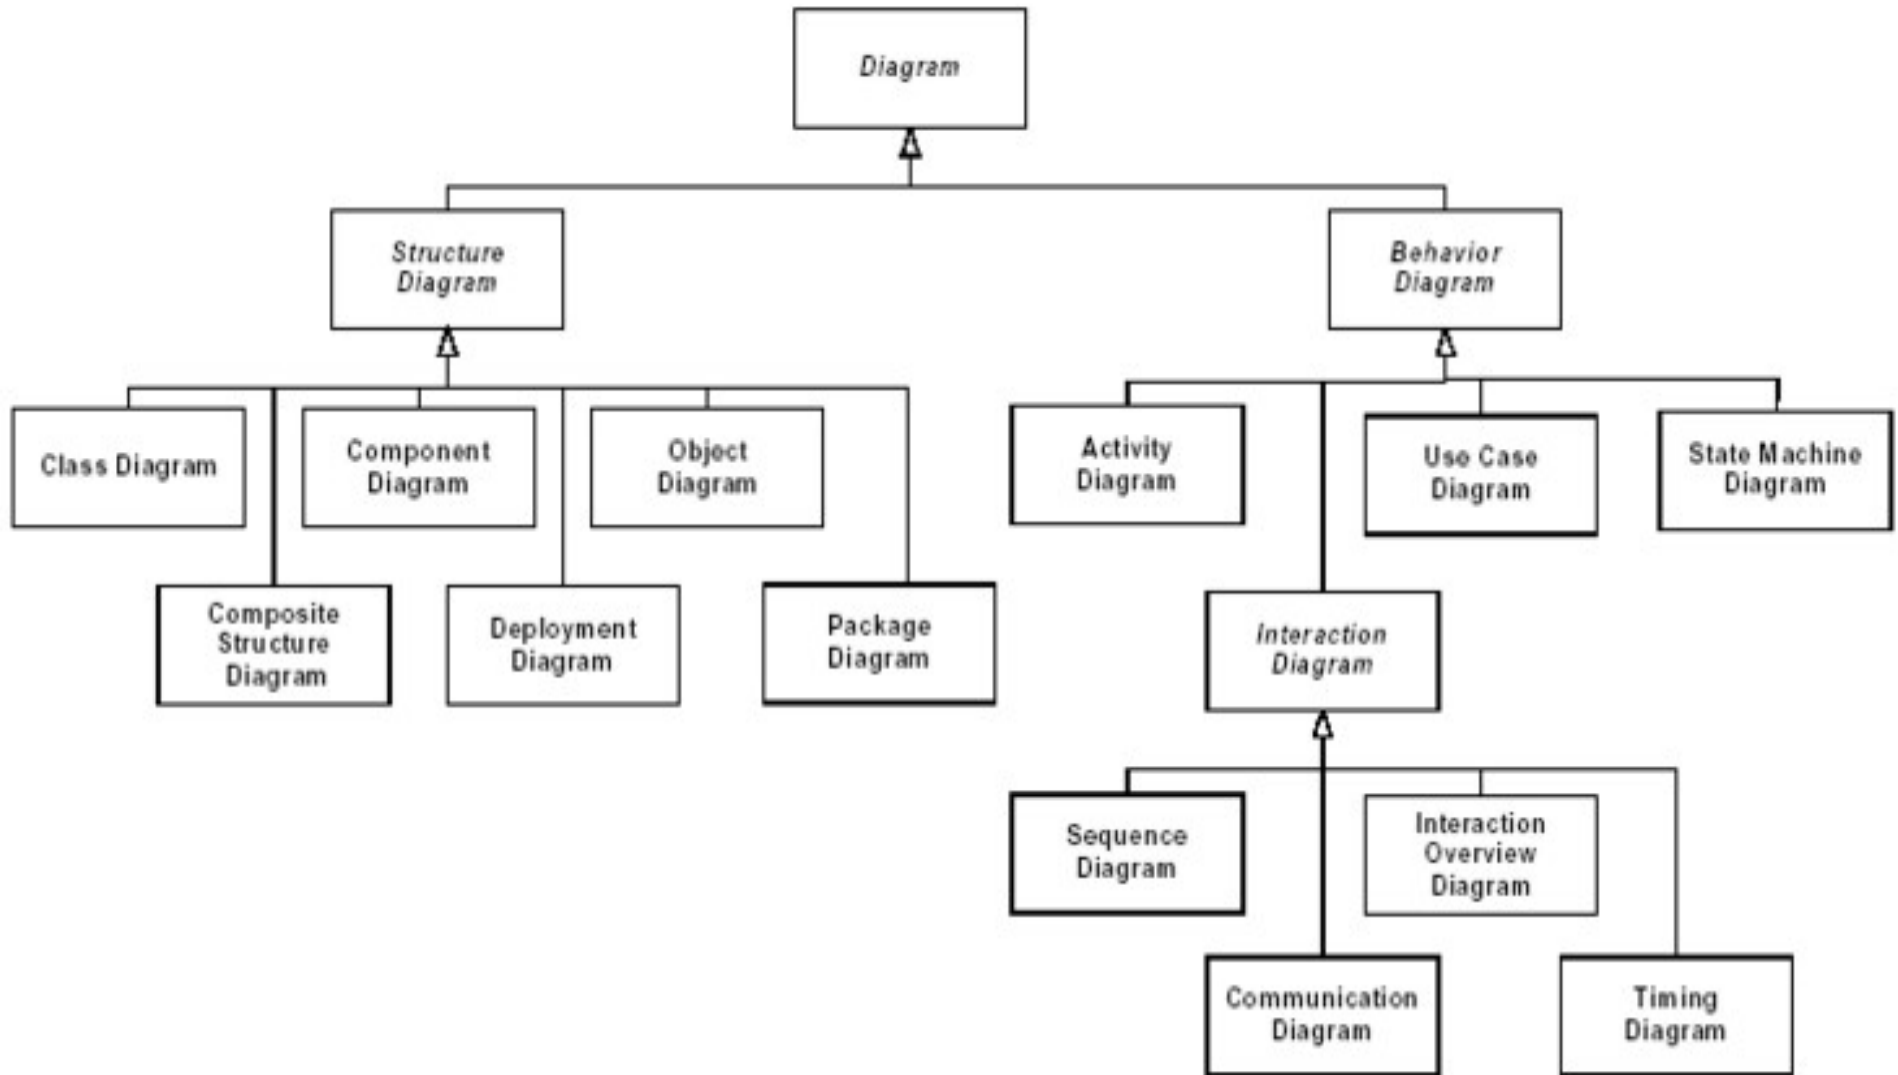 Diagram
Structure
Diagram
Behavior
Diagram
Class Diagram
Component
Diagram
Object
Diagram
Activity
Diagram
Use Case
Diagram
State Machine
Diagram
Composite
Structure
Diagram
Deployment
Diagram
Package
Diagram
Interaction
Diagram
Sequence
Diagram
Interaction
Overview
Diagram
Communication
Diagram
Timing
Diagram